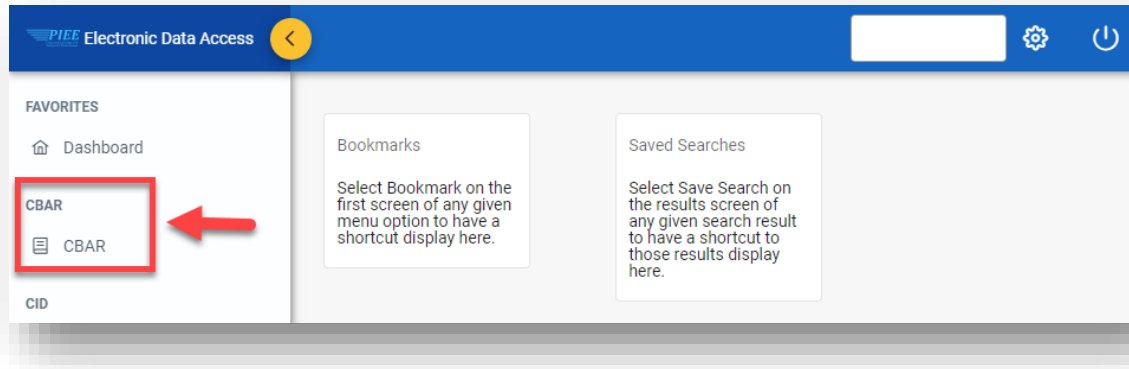 PIEE Electronic Data Access
FAVORITES
Dashboard
CBAR
CBAR
CID
Bookmarks
Select Bookmark on the
first screen of any given
menu option to have a
shortcut display here.
Saved Searches
Select Save Search on
the results screen of
any given search result
to have a shortcut to
those results display
here.